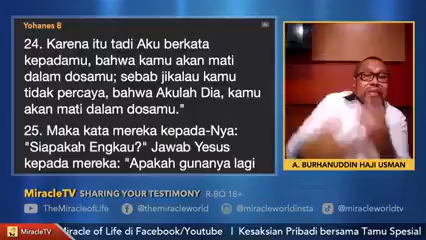 Yohanes 8
24. Karena itu tadi Aku berkata
kepadamu, bahwa kamu akan mati
dalam dosamu; sebab jikalau kamu
tidak percaya, bahwa Akulah Dia, kamu
akan mati dalam dosamu."
25. Maka kata mereka kepada-Nya:
"Siapakah Engkau?" Jawab Yesus
kepada mereka: "Apakah gunanya lagi
A. BURHANUDDIN HAJI USMAN
MiracleTV SHARING YOUR TESTIMONY R-BO 18+
TheMiracleofLife @themiracleworld @miracleworldinsta @miracleworldtv
MiracleTV Miracle of Life di Facebook/Youtube | Kesaksian Pribadi bersama Tamu Spesial